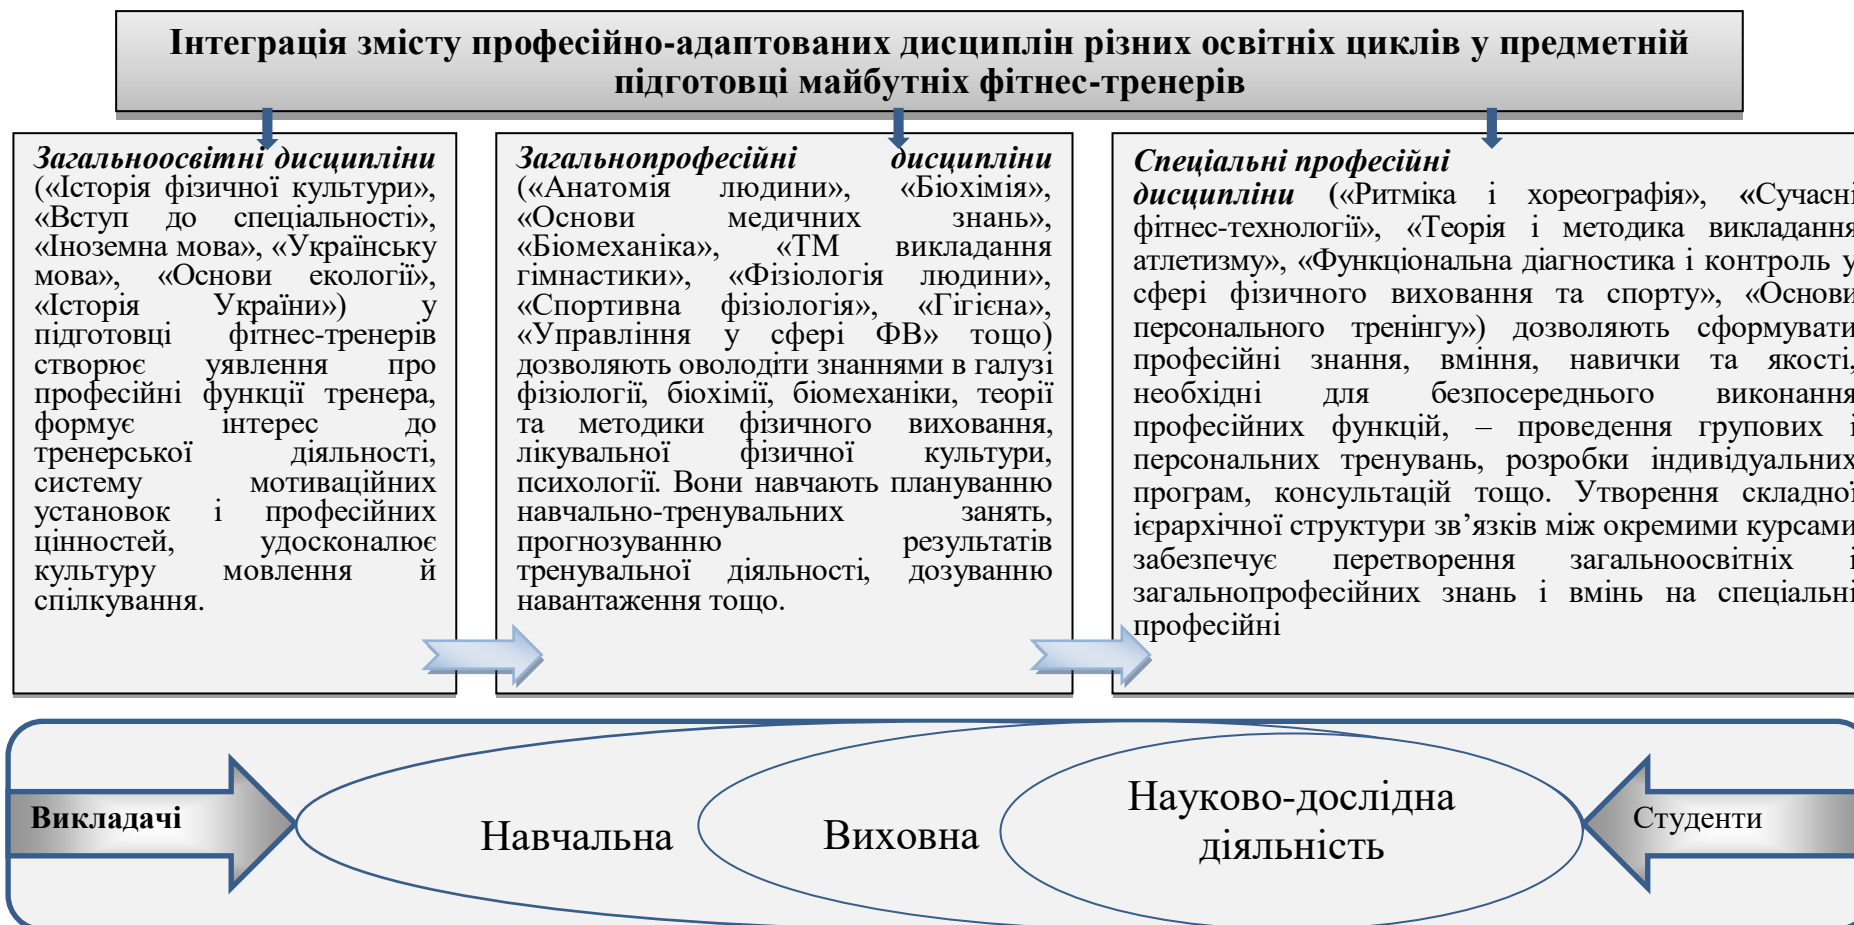 Інтеграція змісту професійно-адаптованих дисциплін різних освітніх циклів у предметній
підготовці майбутніх фітнес-тренерів
Загальноосвітні дисципліни
(«Історія фізичної культури»,
«Вступ до спеціальності»,
«Іноземна мова», «Українську
мова», «Основи екології»,
«Історія України») у
підготовці фітнес-тренерів
створює уявлення про
професійні функції тренера,
формує інтерес до
тренерської діяльності,
систему мотиваційних
установок і професійних
цінностей, удосконалює
культуру мовлення й
спілкування.
Загальнопрофесійні дисципліни
(«Анатомія людини», «Біохімія»,
«Основи медичних знань»,
«Біомеханіка», «ТМ викладання
гімнастики», «Фізіологія людини»,
«Спортивна фізіологія», «Гігієна»,
«Управління у сфері ФВ» тощо)
дозволяють оволодіти знаннями в галузі
фізіології, біохімії, біомеханіки, теорії
та методики фізичного виховання,
лікувальної фізичної культури,
психології. Вони навчають плануванню
навчально-тренувальних занять,
прогнозуванню результатів
тренувальної діяльності, дозуванню
навантаження тощо.
Спеціальні професійні
дисципліни («Ритміка і хореографія», «Сучасні
фітнес-технології», «Теорія і методика викладання
атлетизму», «Функціональна діагностика і контроль у
сфері фізичного виховання та спорту», «Основи
персонального тренінгу») дозволяють сформувати
професійні знання, вміння, навички та якості,
необхідні для безпосереднього виконання
професійних функцій, – проведення групових і
персональних тренувань, розробки індивідуальних
програм, консультацій тощо. Утворення складної
ієрархічної структури зв’язків між окремими курсами
забезпечує перетворення загальноосвітніх і
загальнопрофесійних знань і вмінь на спеціальні
професійні
Викладачі
Навчальна
Виховна
Науково-дослідна
діяльність
Студенти